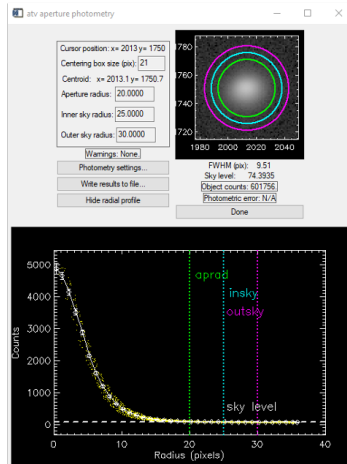 atv aperture photometry
Cursor position: x= 2013 y= 1750
Centering box size (pix): 21
Centroid: x= 2013.1 y= 1750.7
Aperture radius: 20.0000
Inner sky radius: 25.0000
Outer sky radius: 30.0000
Warnings: None.
Photometry settings...
Write results to file...
Hide radial profile
1780
1760
1740
1720
1980 2000 2020 2040
FWHM (pix): 9.51
Sky level: 74.3935
Object counts: 601756.
Photometric error: N/A
Done
5000
4000
3000
2000
1000
0
Counts
aprad
insky
outsky
sky level
0 10 20 30 40
Radius (pixels)